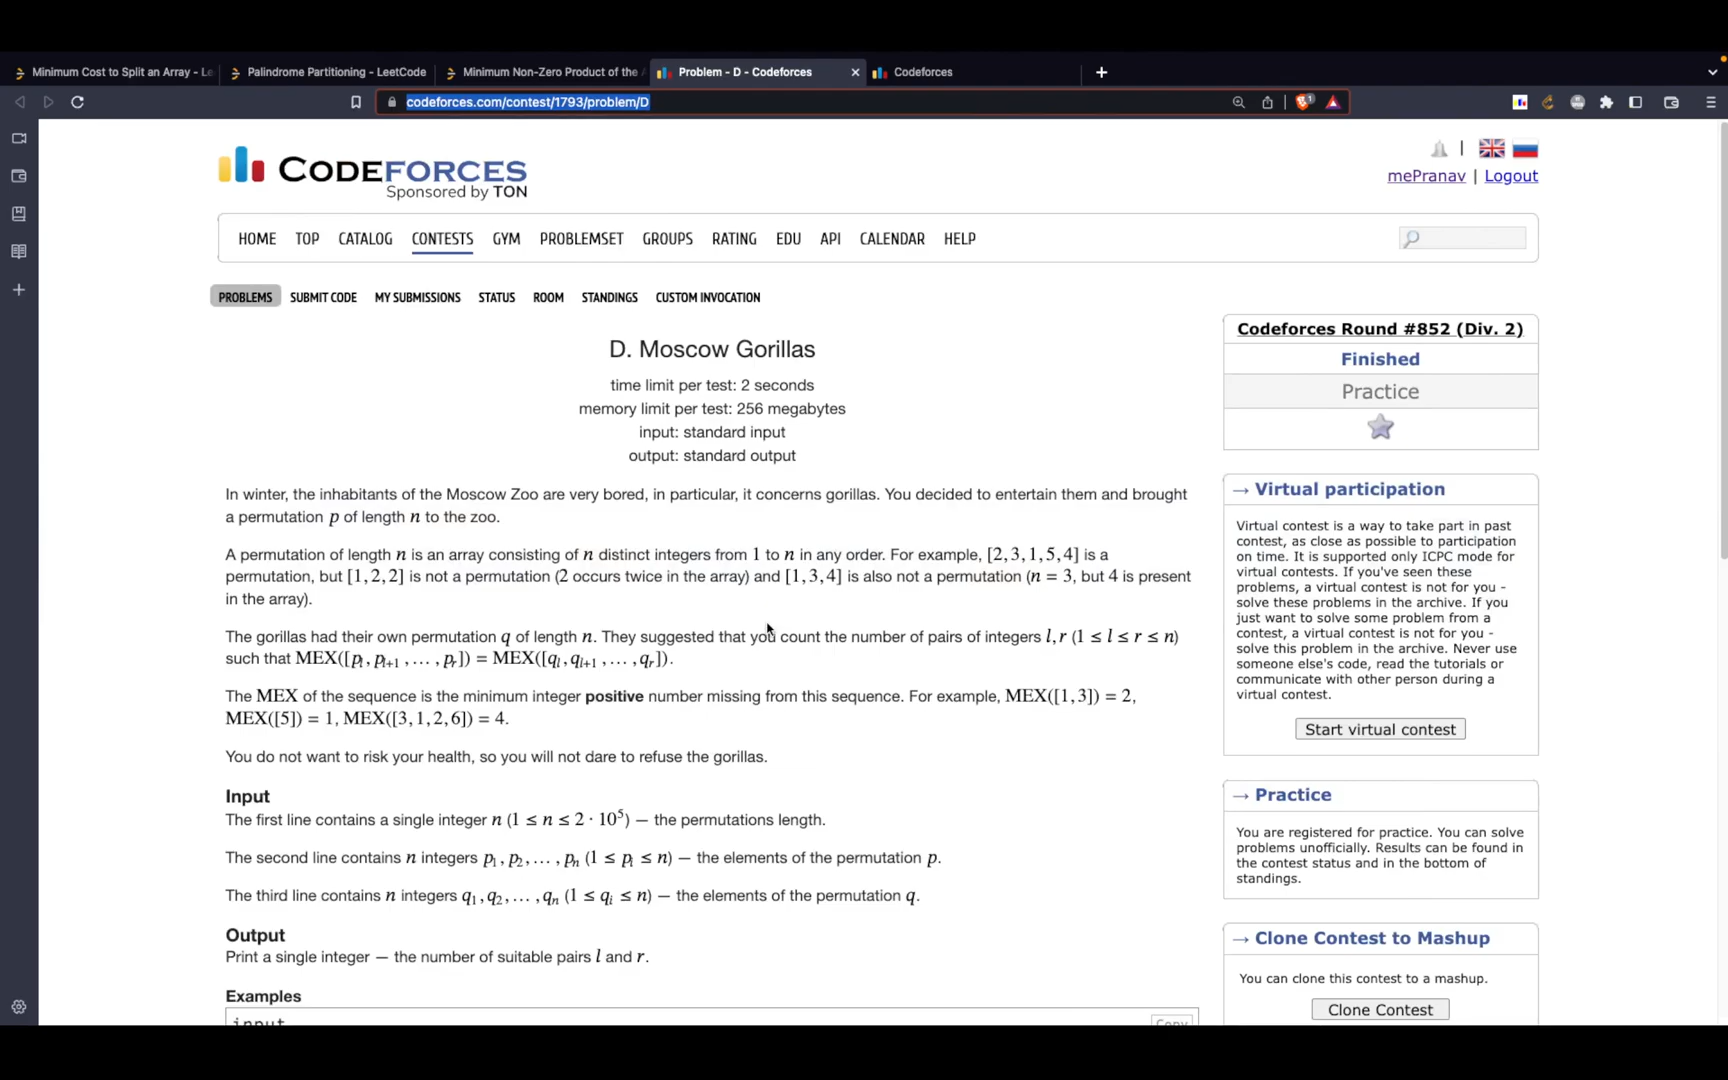 Minimum Cost to Split an Array - Le
Palindrome Partitioning - LeetCode
Minimum Non-Zero Product of the A
Problem - D - Codeforces
Codeforces
codeforces.com/contest/1793/problem/D
CODEFORCES
Sponsored by TON
mePranav | Logout
HOME TOP CATALOG CONTESTS GYM PROBLEMSET GROUPS RATING EDU API CALENDAR HELP
PROBLEMS SUBMIT CODE MY SUBMISSIONS STATUS ROOM STANDINGS CUSTOM INVOCATION
D. Moscow Gorillas
time limit per test: 2 seconds
memory limit per test: 256 megabytes
input: standard input
output: standard output
In winter, the inhabitants of the Moscow Zoo are very bored, in particular, it concerns gorillas. You decided to entertain them and brought
a permutation p of length n to the zoo.
A permutation of length n is an array consisting of n distinct integers from 1 to n in any order. For example, [2,3,1,5,4] is a
permutation, but [1,2,2] is not a permutation (2 occurs twice in the array) and [1,3,4] is also not a permutation (n = 3, but 4 is present
in the array).
The gorillas had their own permutation q of length n. They suggested that you count the number of pairs of integers l, r (1 ≤ l ≤ r ≤ n)
such that MEX([pₗ, pₗ₊₁, …, pᵣ]) = MEX([qₗ, qₗ₊₁, …, qᵣ]).
The MEX of the sequence is the minimum integer positive number missing from this sequence. For example, MEX([1,3]) = 2,
MEX([5]) = 1, MEX([3,1,2,6]) = 4.
You do not want to risk your health, so you will not dare to refuse the gorillas.
Input
The first line contains a single integer n (1 ≤ n ≤ 2 · 10⁵) — the permutations length.
The second line contains n integers p₁, p₂, …, pₙ (1 ≤ pᵢ ≤ n) — the elements of the permutation p.
The third line contains n integers q₁, q₂, …, qₙ (1 ≤ qᵢ ≤ n) — the elements of the permutation q.
Output
Print a single integer — the number of suitable pairs l and r.
Examples
input
Copy
Codeforces Round #852 (Div. 2)
Finished
Practice
→ Virtual participation
Virtual contest is a way to take part in past
contest, as close as possible to participation
on time. It is supported only ICPC mode for
virtual contests. If you've seen these
problems, a virtual contest is not for you -
solve these problems in the archive. If you
just want to solve some problem from a
contest, a virtual contest is not for you -
solve this problem in the archive. Never use
someone else's code, read the tutorials or
communicate with other person during a
virtual contest.
Start virtual contest
→ Practice
You are registered for practice. You can solve
problems unofficially. Results can be found in
the contest status and in the bottom of
standings.
→ Clone Contest to Mashup
You can clone this contest to a mashup.
Clone Contest